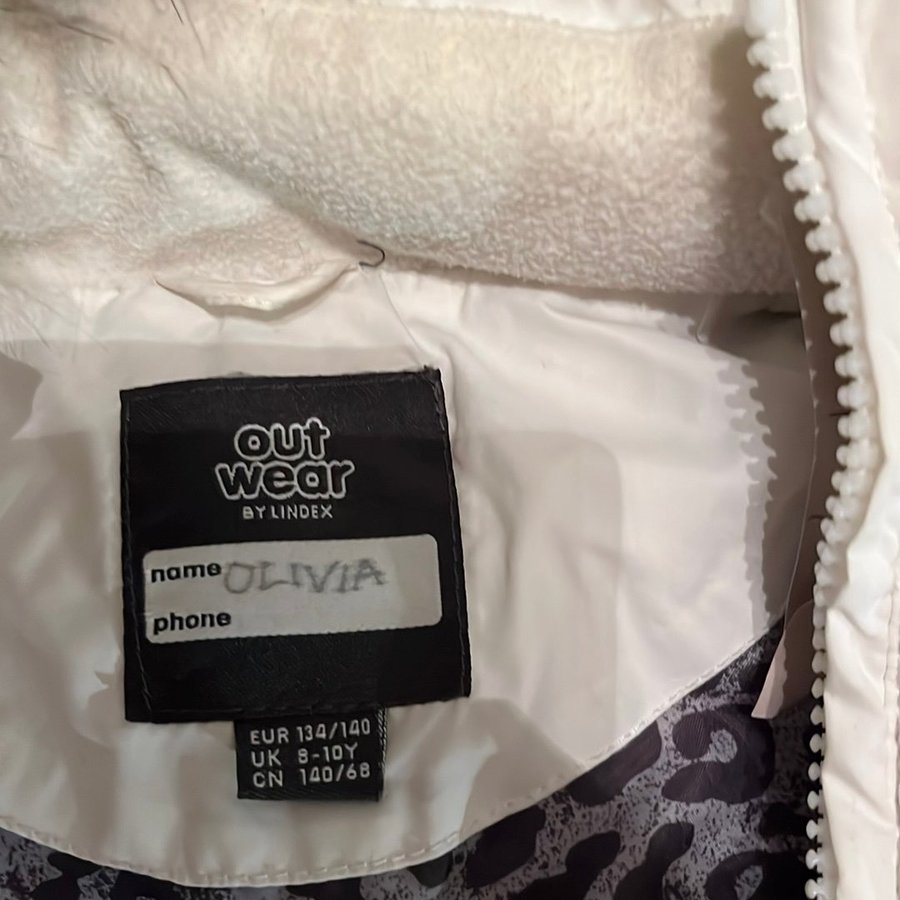 out
wear
BY LINDEX
name OLIVIA
phone
EUR 134/140
UK 8-10Y
CN 140/68